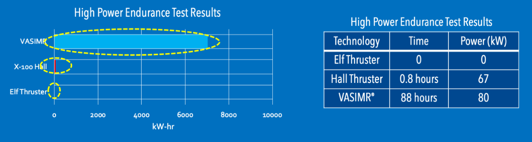 High Power Endurance Test Results
VASIMR
X-100 Hall
Elf Thruster
0 2000 4000 6000 8000 10000
kW-hr
High Power Endurance Test Results
Technology Time Power (kW)
Elf Thruster 0 0
Hall Thruster 0.8 hours 67
VASIMR® 88 hours 80